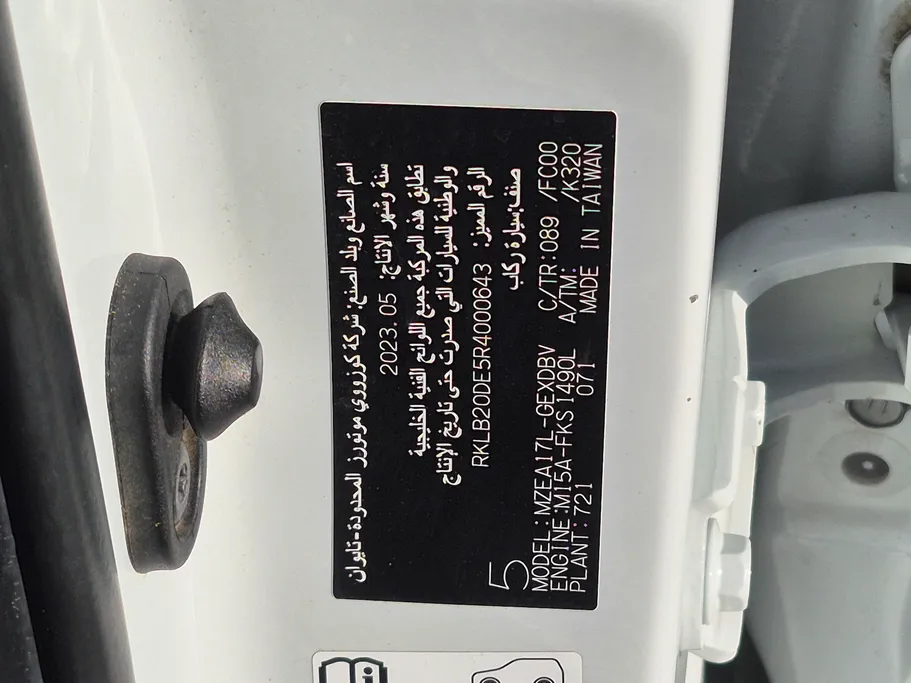 اسم الصانع وبلد الصنع: شركة كوزووي موتورز المحدودة-تايوان
سنة وشهر الإنتاج: 2023.05
تطابق هذه المركبة جميع اللوائح الفنية الخليجية
والوطنية للسيارات التي صدرت حتى تاريخ الإنتاج
الرقم المميز: RKLB20DE5R4000643
صنف:سيارة ركاب
5
MODEL:MZEA17L-GEXDBV C/TR:089 /FC00
ENGINE:M15A-FKS 1490L A/TM: /K320
PLANT:721 071 MADE IN TAIWAN